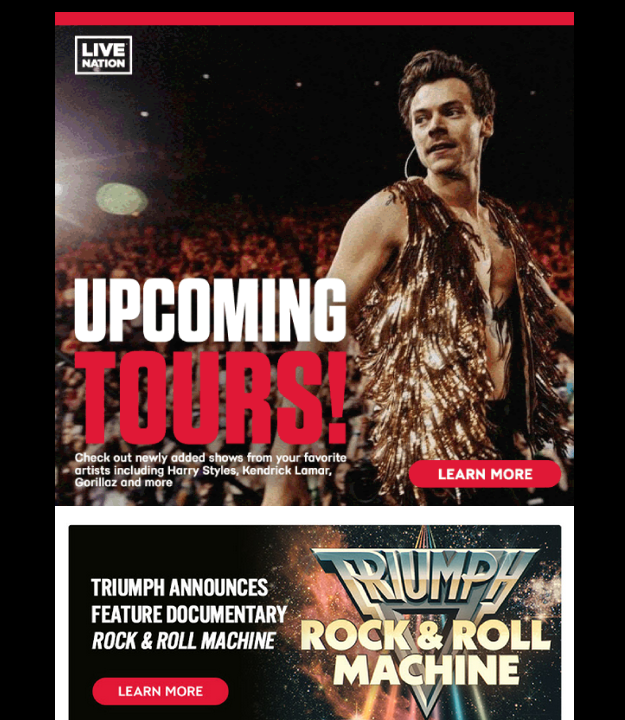 LIVE
NATION
UPCOMING
TOURS!
Check out newly added shows from your favorite
artists including Harry Styles, Kendrick Lamar,
Gorillaz and more
LEARN MORE
TRIUMPH ANNOUNCES
FEATURE DOCUMENTARY
ROCK & ROLL MACHINE
LEARN MORE
TRIUMPH
ROCK & ROLL
MACHINE